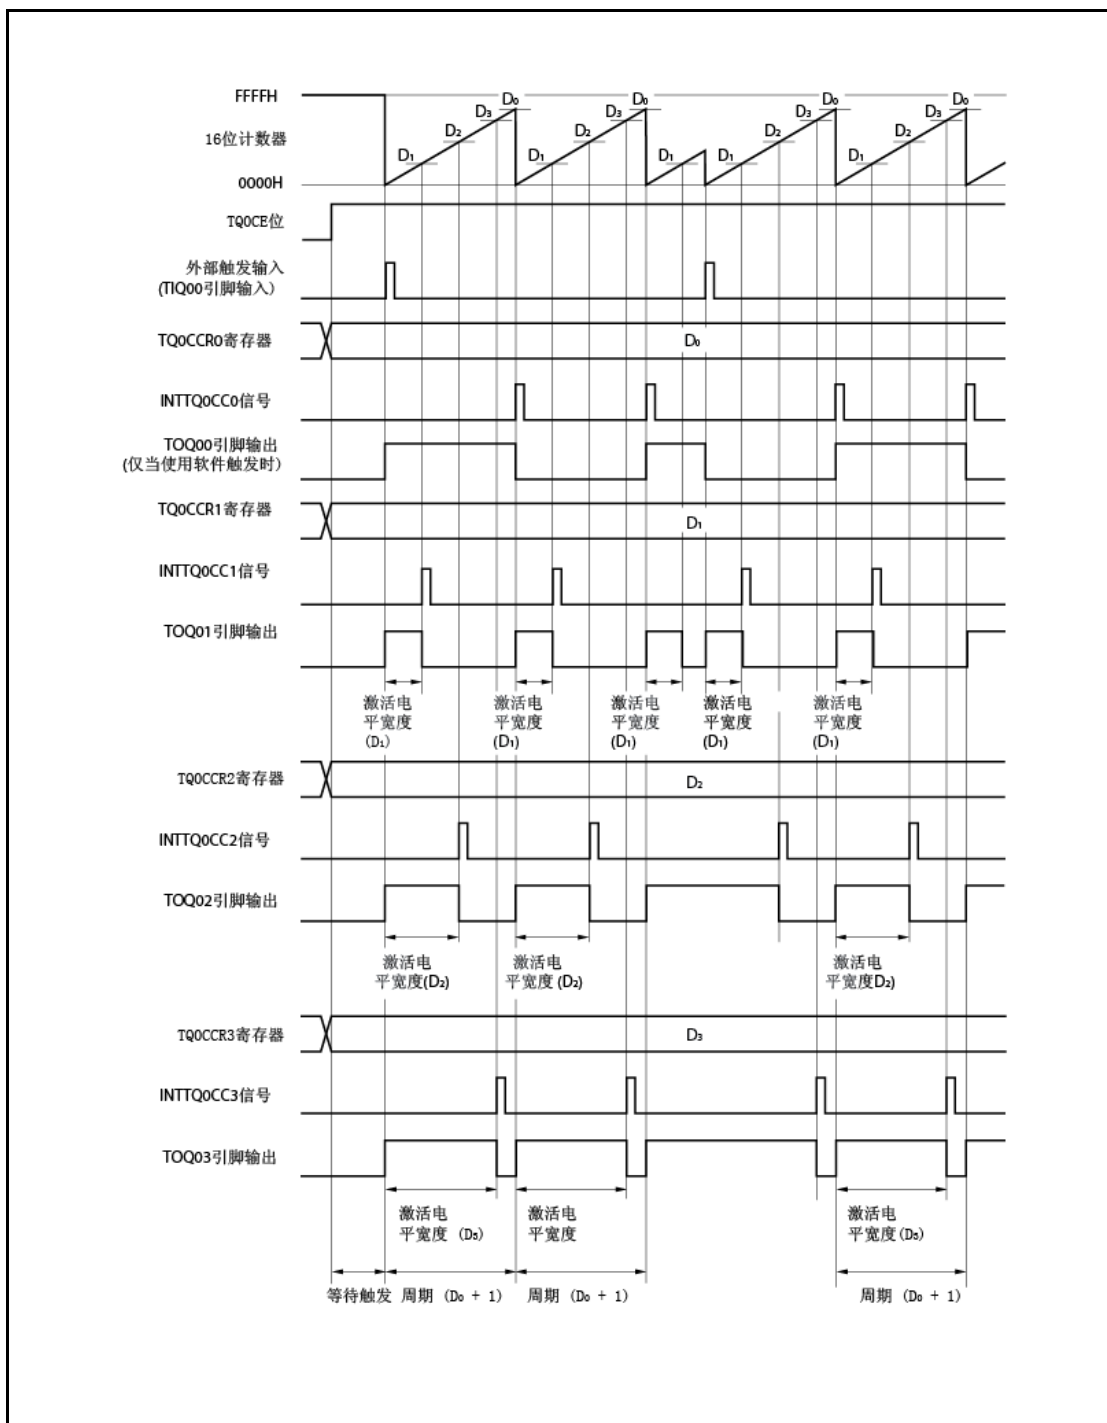 FFFFH
D₀ D₀ D₀ D₀
D₃ D₃ D₃ D₃
D₂ D₂ D₂ D₂
16位计数器
D₁ D₁ D₁ D₁ D₁
0000H
TQ0CE位
外部触发输入
(TIQ00引脚输入)
TQ0CCR0寄存器
D₀
INTTQ0CC0信号
TOQ00引脚输出
(仅当使用软件触发时)
TQ0CCR1寄存器
D₁
INTTQ0CC1信号
TOQ01引脚输出
激活电 激活电 激活电 激活电 激活电
平宽度 平宽度 平宽度 平宽度 平宽度
(D₁) (D₁) (D₁) (D₁) (D₁)
TQ0CCR2寄存器
D₂
INTTQ0CC2信号
TOQ02引脚输出
激活电 激活电 激活电
平宽度(D₂) 平宽度 (D₂) 平宽度D₂)
TQ0CCR3寄存器
D₃
INTTQ0CC3信号
TOQ03引脚输出
激活电 激活电 激活电
平宽度 (D₃) 平宽度 平宽度(D₃)
等待触发 周期 (D₀ + 1) 周期 (D₀ + 1) 周期 (D₀ + 1)